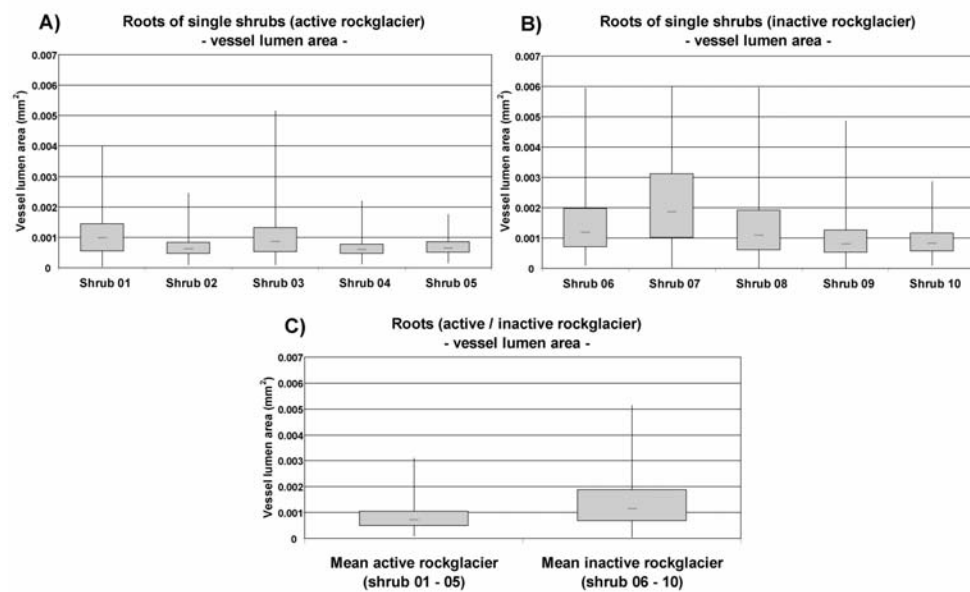 A)
Roots of single shrubs (active rockglacier)
- vessel lumen area -
Vessel lumen area (mm²)
0.007
0.006
0.005
0.004
0.003
0.002
0.001
0
Shrub 01 Shrub 02 Shrub 03 Shrub 04 Shrub 05
B)
Roots of single shrubs (inactive rockglacier)
- vessel lumen area -
Vessel lumen area (mm²)
0.007
0.006
0.005
0.004
0.003
0.002
0.001
0
Shrub 06 Shrub 07 Shrub 08 Shrub 09 Shrub 10
C)
Roots (active / inactive rockglacier)
- vessel lumen area -
Vessel lumen area (mm²)
0.007
0.006
0.005
0.004
0.003
0.002
0.001
0
Mean active rockglacier
(shrub 01 - 05)
Mean inactive rockglacier
(shrub 06 - 10)